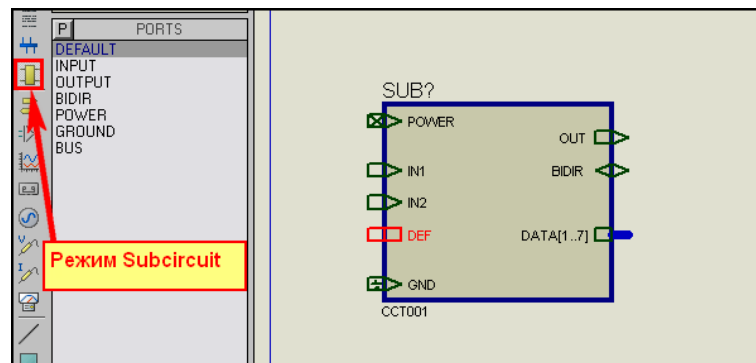 P PORTS
DEFAULT
INPUT
OUTPUT
BIDIR
POWER
GROUND
BUS
Режим Subcircuit
SUB?
POWER
OUT
IN1
BIDIR
IN2
DEF
DATA[1..7]
GND
CCT001